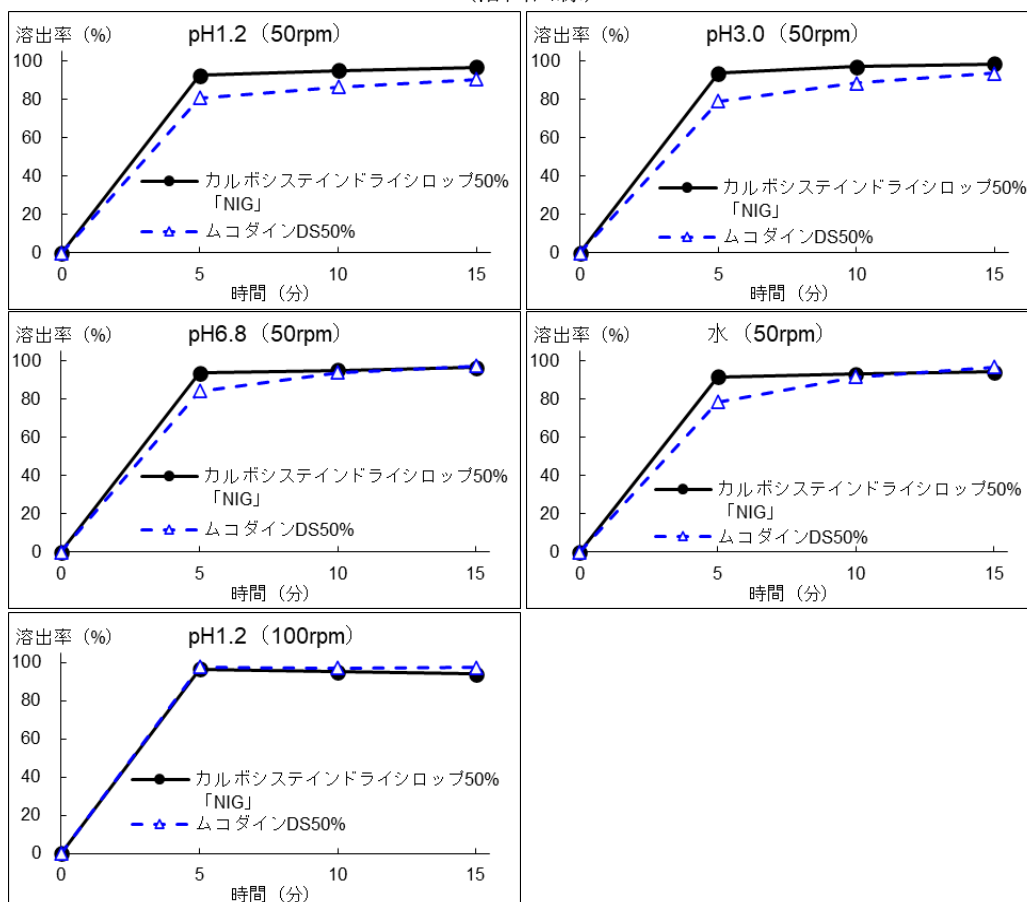 溶出率 (%)
pH1.2（50rpm）
100
80
60
40
20
0
カルボシステインドライシロップ50%
「NIG」
ムコダインDS50%
0 5 10 15
時間（分）
溶出率 (%)
pH3.0（50rpm）
100
80
60
40
20
0
カルボシステインドライシロップ50%
「NIG」
ムコダインDS50%
0 5 10 15
時間（分）
溶出率 (%)
pH6.8（50rpm）
100
80
60
40
20
0
カルボシステインドライシロップ50%
「NIG」
ムコダインDS50%
0 5 10 15
時間（分）
溶出率 (%)
水（50rpm）
100
80
60
40
20
0
カルボシステインドライシロップ50%
「NIG」
ムコダインDS50%
0 5 10 15
時間（分）
溶出率 (%)
pH1.2（100rpm）
100
80
60
40
20
0
カルボシステインドライシロップ50%
「NIG」
ムコダインDS50%
0 5 10 15
時間（分）